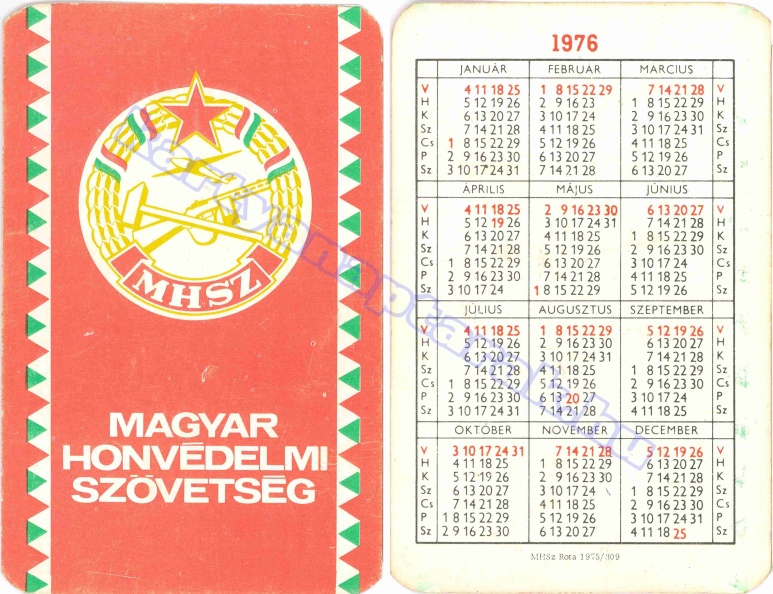 MHSZ
MAGYAR
HONVÉDELMI
SZÖVETSÉG
kartyanaptarak.hu
1976
JANUÁR FEBRUAR MARCIUS
V 4 11 18 25 1 8 15 22 29 7 14 21 28 V
H 5 12 19 26 2 9 16 23 1 8 15 22 29 H
K 6 13 20 27 3 10 17 24 2 9 16 23 30 K
Sz 7 14 21 28 4 11 18 25 3 10 17 24 31 Sz
Cs 1 8 15 22 29 5 12 19 26 4 11 18 25 Cs
P 2 9 16 23 30 6 13 20 27 5 12 19 26 P
Sz 3 10 17 24 31 7 14 21 28 6 13 20 27 Sz
ÁPRILIS MÁJUS JÚNIUS
V 4 11 18 25 2 9 16 23 30 6 13 20 27 V
H 5 12 19 26 3 10 17 24 31 7 14 21 28 H
K 6 13 20 27 4 11 18 25 1 8 15 22 29 K
Sz 7 14 21 28 5 12 19 26 2 9 16 23 30 Sz
Cs 1 8 15 22 29 6 13 20 27 3 10 17 24 Cs
P 2 9 16 23 30 7 14 21 28 4 11 18 25 P
Sz 3 10 17 24 1 8 15 22 29 5 12 19 26 Sz
JÚLIUS AUGUSZTUS SZEPTEMBER
V 4 11 18 25 1 8 15 22 29 5 12 19 26 V
H 5 12 19 26 2 9 16 23 30 6 13 20 27 H
K 6 13 20 27 3 10 17 24 31 7 14 21 28 K
Sz 7 14 21 28 4 11 18 25 1 8 15 22 29 Sz
Cs 1 8 15 22 29 5 12 19 26 2 9 16 23 30 Cs
P 2 9 16 23 30 6 13 20 27 3 10 17 24 P
Sz 3 10 17 24 31 7 14 21 28 4 11 18 25 Sz
OKTÓBER NOVEMBER DECEMBER
V 3 10 17 24 31 7 14 21 28 5 12 19 26 V
H 4 11 18 25 1 8 15 22 29 6 13 20 27 H
K 5 12 19 26 2 9 16 23 30 7 14 21 28 K
Sz 6 13 20 27 3 10 17 24 1 8 15 22 29 Sz
Cs 7 14 21 28 4 11 18 25 2 9 16 23 30 Cs
P 1 8 15 22 29 5 12 19 26 3 10 17 24 31 P
Sz 2 9 16 23 30 6 13 20 27 4 11 18 25 Sz
MHSz Rota 1975/309